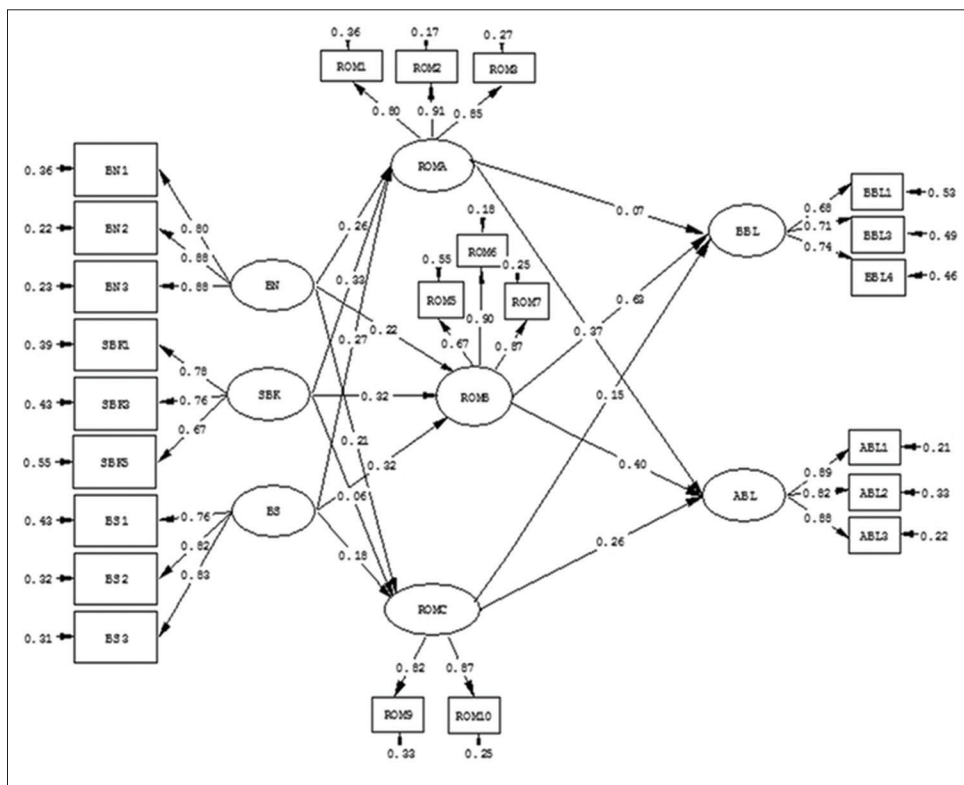 0.36 0.17 0.27
ROM1 ROM2 ROM3
0.80 0.91 0.85
ROMA
0.36 BN1
0.22 BN2
0.23 BN3
0.80
0.88
0.88
BN
0.39 SBK1
0.43 SBK3
0.55 SBK5
0.78
0.76
0.67
SBK
0.43 BS1
0.32 BS2
0.31 BS3
0.76
0.82
0.83
BS
0.26
0.33
0.27
0.22
0.32
0.32
0.21
0.06
0.18
0.18
ROM6
0.55 0.25
ROM5 ROM7
0.90
0.67 0.87
ROMB
0.07
0.63
0.37
0.15
0.40
0.26
BBL
0.68 BBL1 0.53
0.71 BBL3 0.49
0.74 BBL4 0.46
ABL
0.89 ABL1 0.21
0.82 ABL2 0.33
0.88 ABL3 0.22
ROMC
0.82 0.87
ROM9 ROM10
0.33 0.25